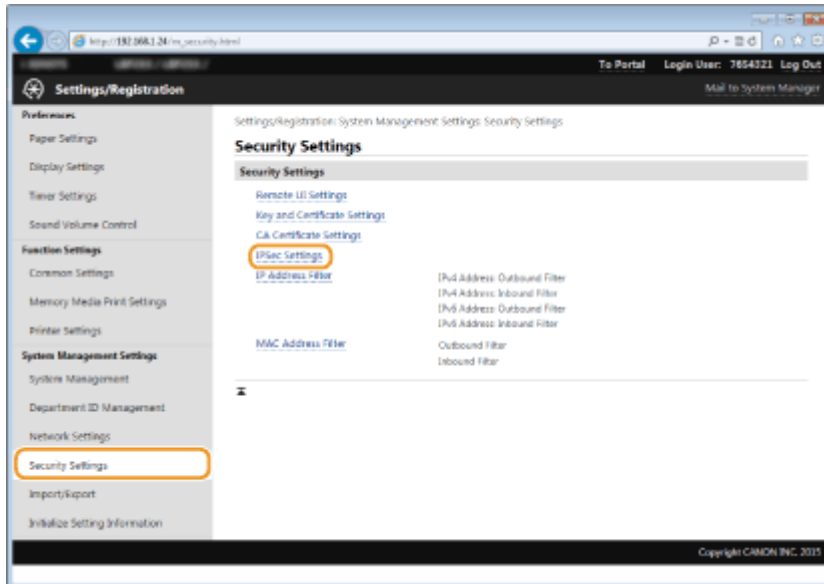 http://192.168.1.24/m_security.html
To Portal Login User: 7654321 Log Out
Settings/Registration
Mail to System Manager
Preferences
Paper Settings
Display Settings
Timer Settings
Sound Volume Control
Function Settings
Common Settings
Memory Media Print Settings
Printer Settings
System Management Settings
System Management
Department ID Management
Network Settings
Security Settings
Import/Export
Initialize Setting Information
Settings/Registration: System Management Settings: Security Settings
Security Settings
Security Settings
Remote UI Settings
Key and Certificate Settings
CA Certificate Settings
IPSec Settings
IP Address Filter
IPv4 Address: Outbound Filter
IPv4 Address: Inbound Filter
IPv6 Address: Outbound Filter
IPv6 Address: Inbound Filter
MAC Address Filter
Outbound Filter
Inbound Filter
Copyright CANON INC. 2015